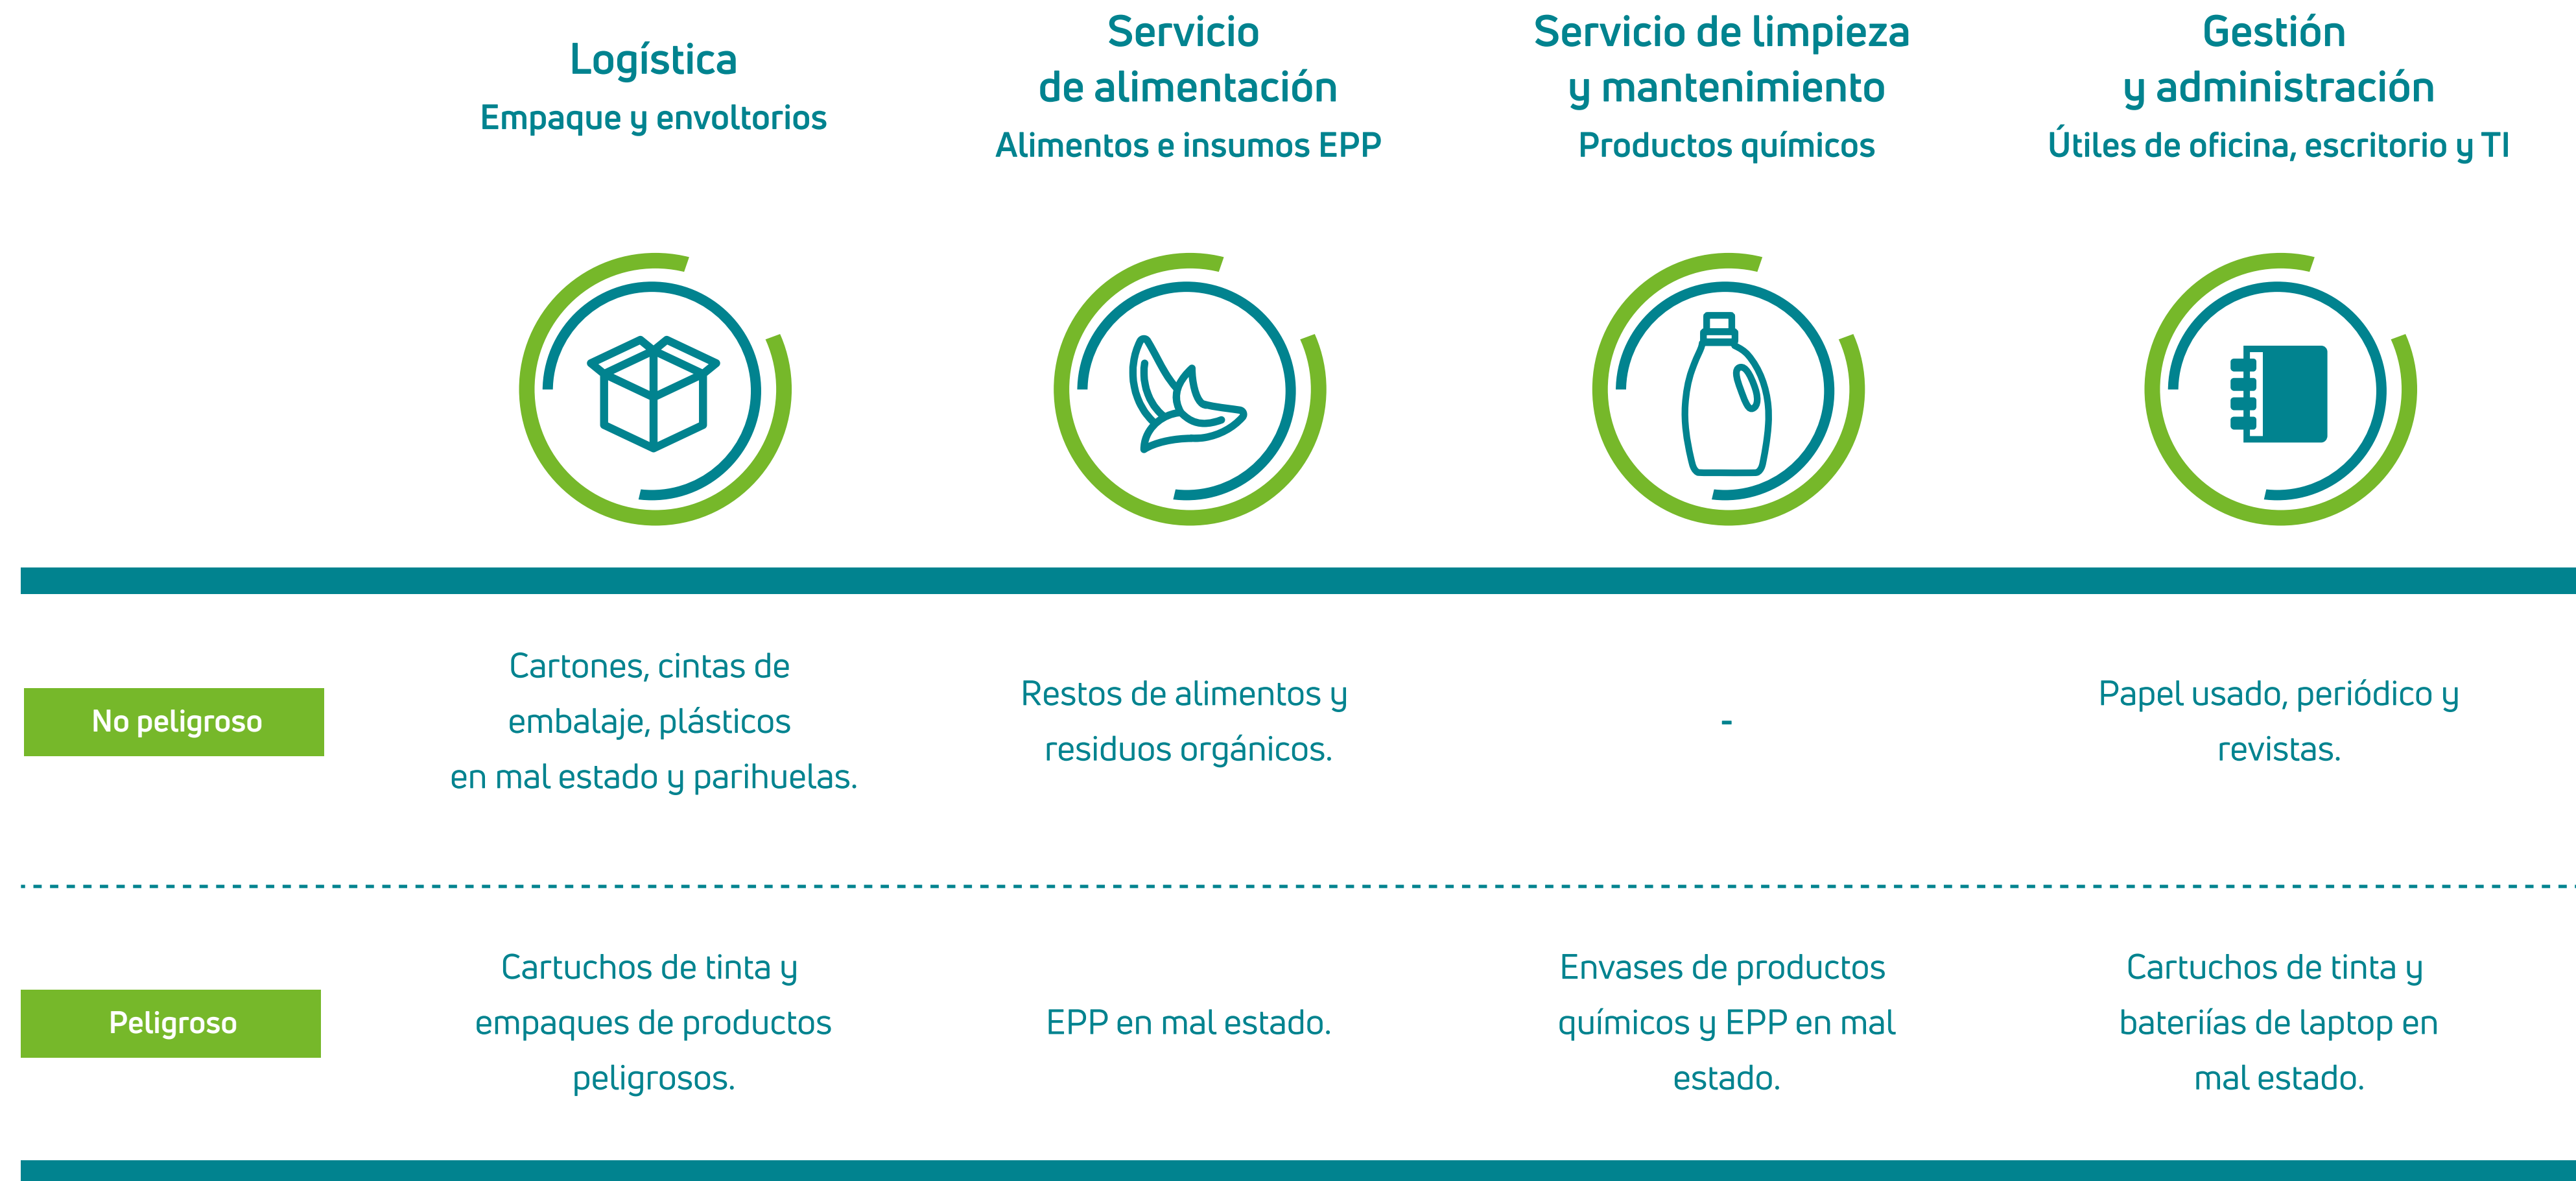 Logística
Empaque y envoltorios
Servicio
de alimentación
Alimentos e insumos EPP
Servicio de limpieza
y mantenimiento
Productos químicos
Gestión
y administración
Útiles de oficina, escritorio y TI
No peligroso
Cartones, cintas de
embalaje, plásticos
en mal estado y parihuelas.
Restos de alimentos y
residuos orgánicos.
-
Papel usado, periódico y
revistas.
Peligroso
Cartuchos de tinta y
empaques de productos
peligrosos.
EPP en mal estado.
Envases de productos
químicos y EPP en mal
estado.
Cartuchos de tinta y
bateriías de laptop en
mal estado.